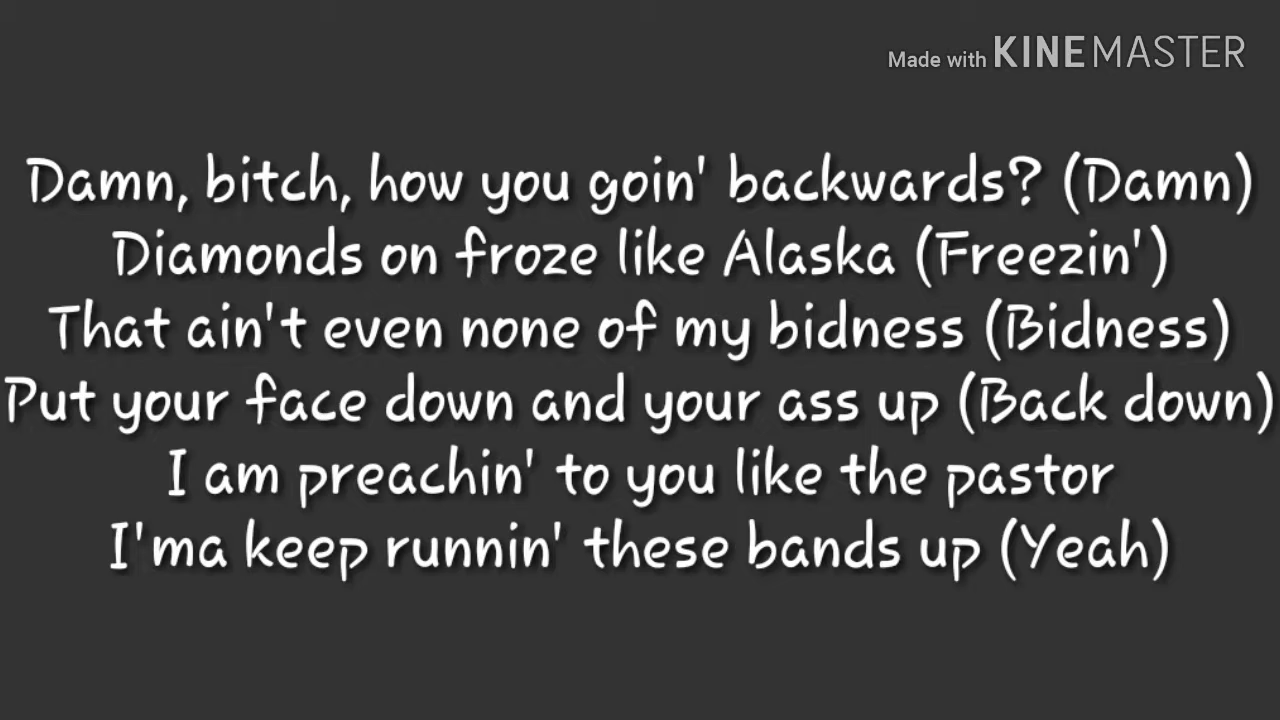 Made with KINEMASTER
Damn, bitch, how you goin' backwards? (Damn)
Diamonds on froze like Alaska (Freezin')
That ain't even none of my bidness (Bidness)
Put your face down and your ass up (Back down)
I am preachin' to you like the pastor
I'ma keep runnin' these bands up (Yeah)